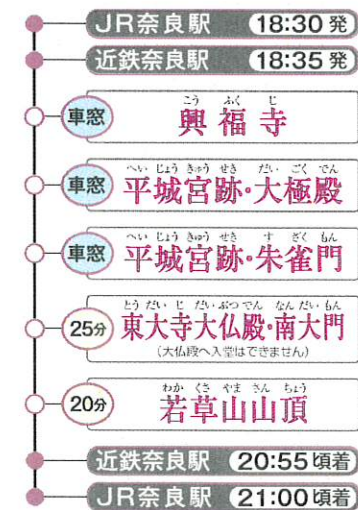 JR奈良駅 18:30発
近鉄奈良駅 18:35発
こう ふく じ
車窓 興福寺
へい じょう きゅう せき だい ごく でん
車窓 平城宮跡・大極殿
へい じょう きゅう せき す ざく もん
車窓 平城宮跡・朱雀門
とう だい じ だい ぶつ でん なん だい もん
25分 東大寺大仏殿・南大門
(大仏殿へ入堂はできません)
わか くさ やま さん ちょう
20分 若草山山頂
近鉄奈良駅 20:55頃着
JR奈良駅 21:00頃着